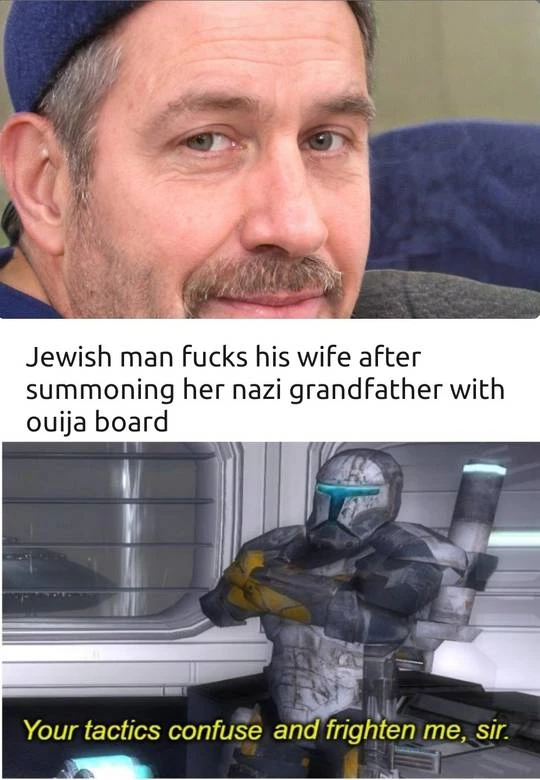 Jewish man fucks his wife after
summoning her nazi grandfather with
ouija board
Your tactics confuse and frighten me, sir.